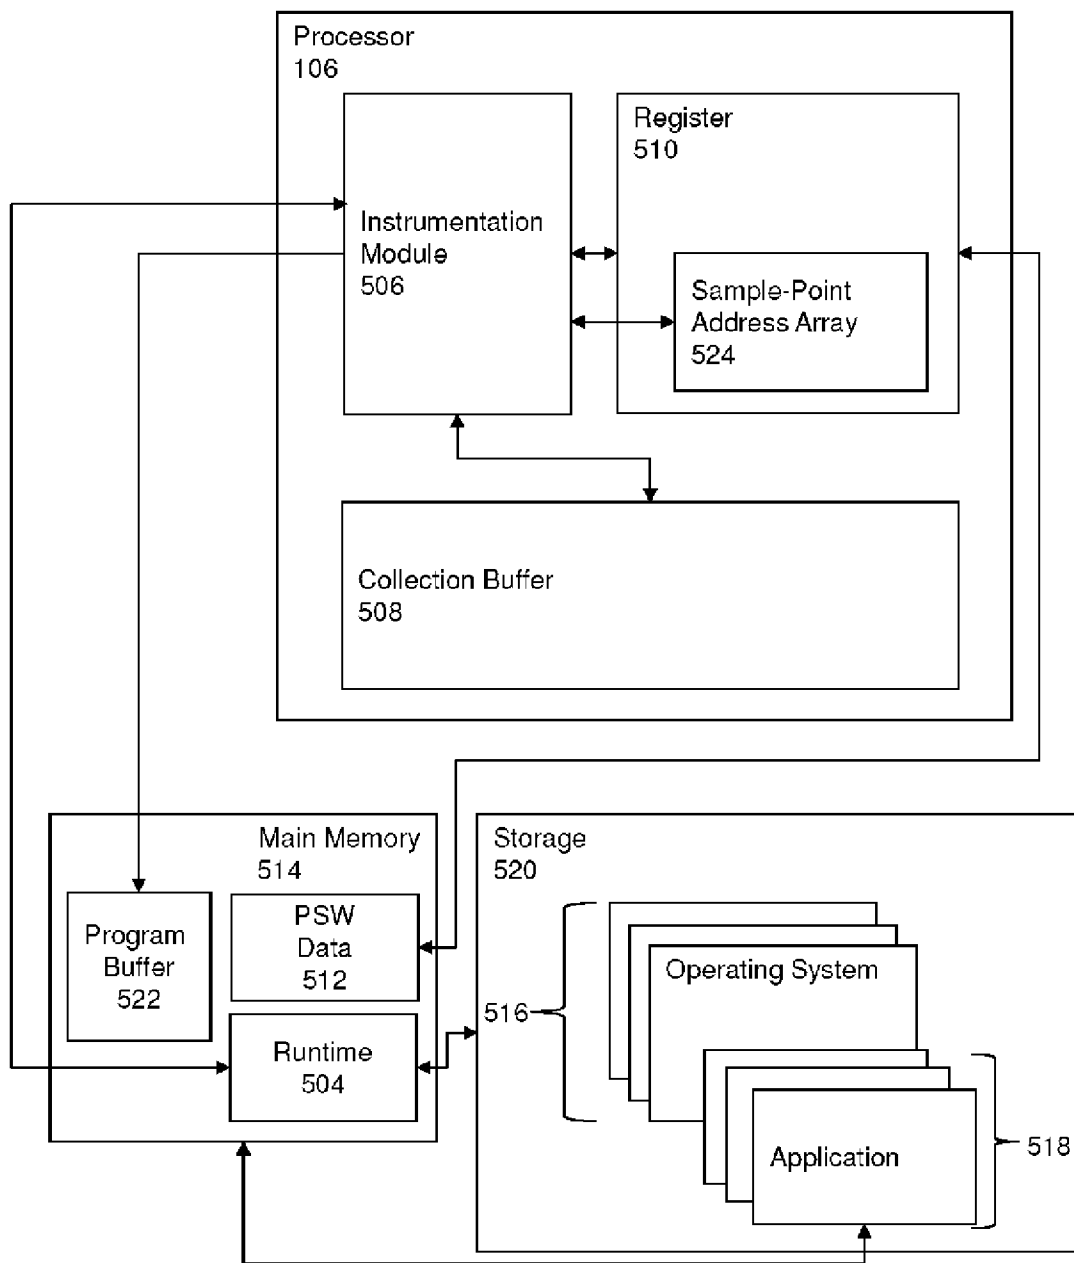 Processor
106
Register
510
Instrumentation
Module
506
Sample-Point
Address Array
524
Collection Buffer
508
Main Memory
514
Program
Buffer
522
PSW
Data
512
Runtime
504
Storage
520
Operating System
516
Application
518